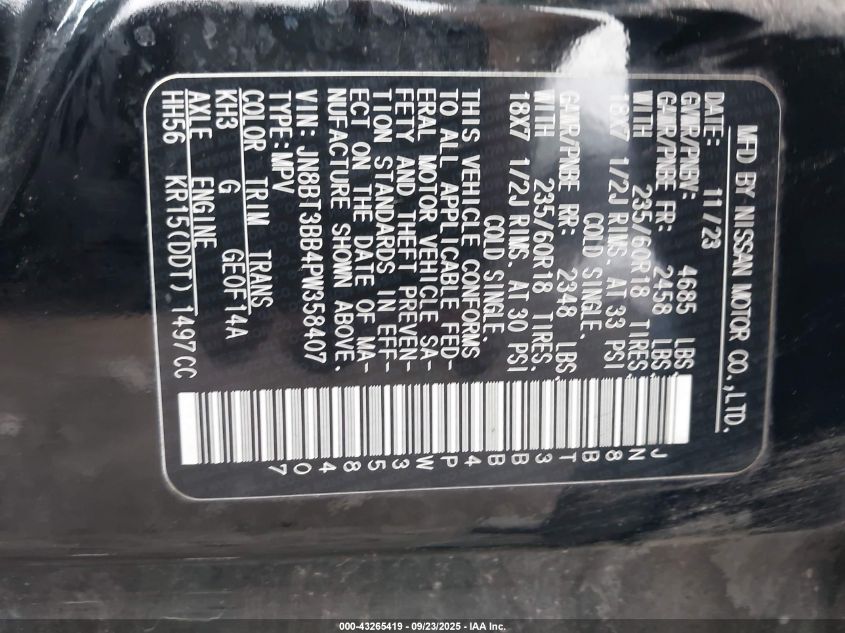 MFD BY NISSAN MOTOR CO.,LTD.
DATE: 11/23
GVWR/PNBV: 4685 LBS
GAWR/PNBE FR: 2458 LBS
WITH 235/60R18 TIRES,
18X7 1/2J RIMS. AT 33 PSI
COLD SINGLE.
GAWR/PNBE RR: 2348 LBS
WITH 235/60R18 TIRES.
18X7 1/2J RIMS. AT 30 PSI
COLD SINGLE.
THIS VEHICLE CONFORMS
TO ALL APPLICABLE FED-
ERAL MOTOR VEHICLE SA-
FETY AND THEFT PREVEN-
TION STANDARDS IN EFF-
ECT ON THE DATE OF MA-
NUFACTURE SHOWN ABOVE.
VIN: JN8BT3BB4PW358407
TYPE:MPV
COLOR TRIM TRANS
KH3 G GE0F14A
AXLE ENGINE
HH56 KR15(DDT) 1497CC
JN8BT3BB4PW358407
000-43265419 - 09/23/2025 - IAA Inc.